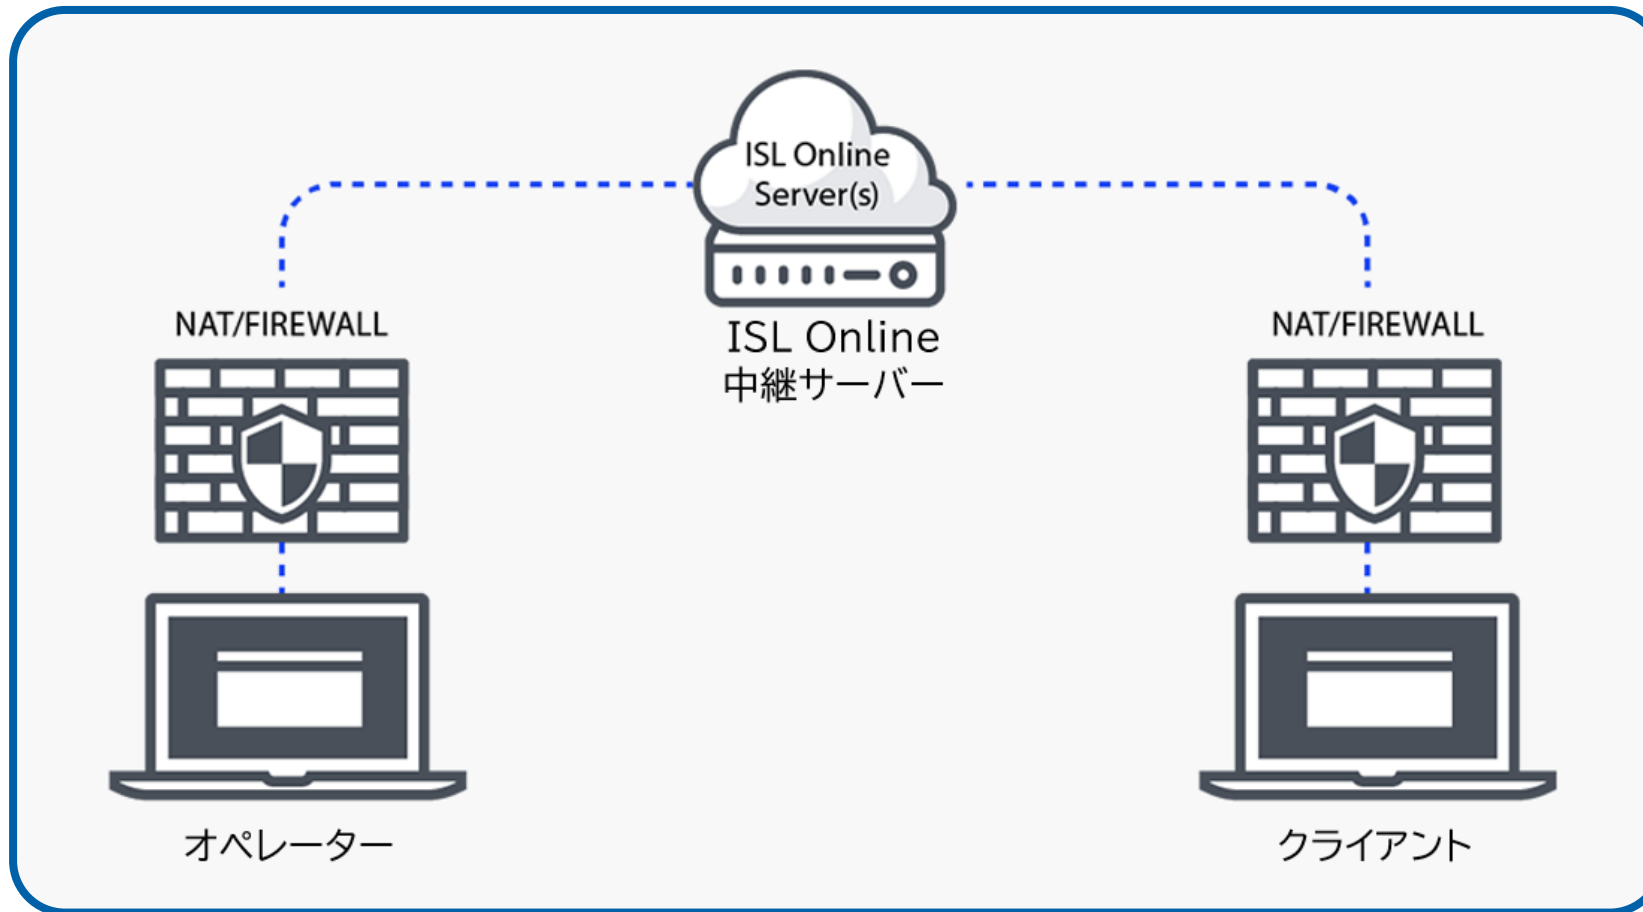 ISL Online
Server(s)
ISL Online
中継サーバー
NAT/FIREWALL
NAT/FIREWALL
オペレーター
クライアント